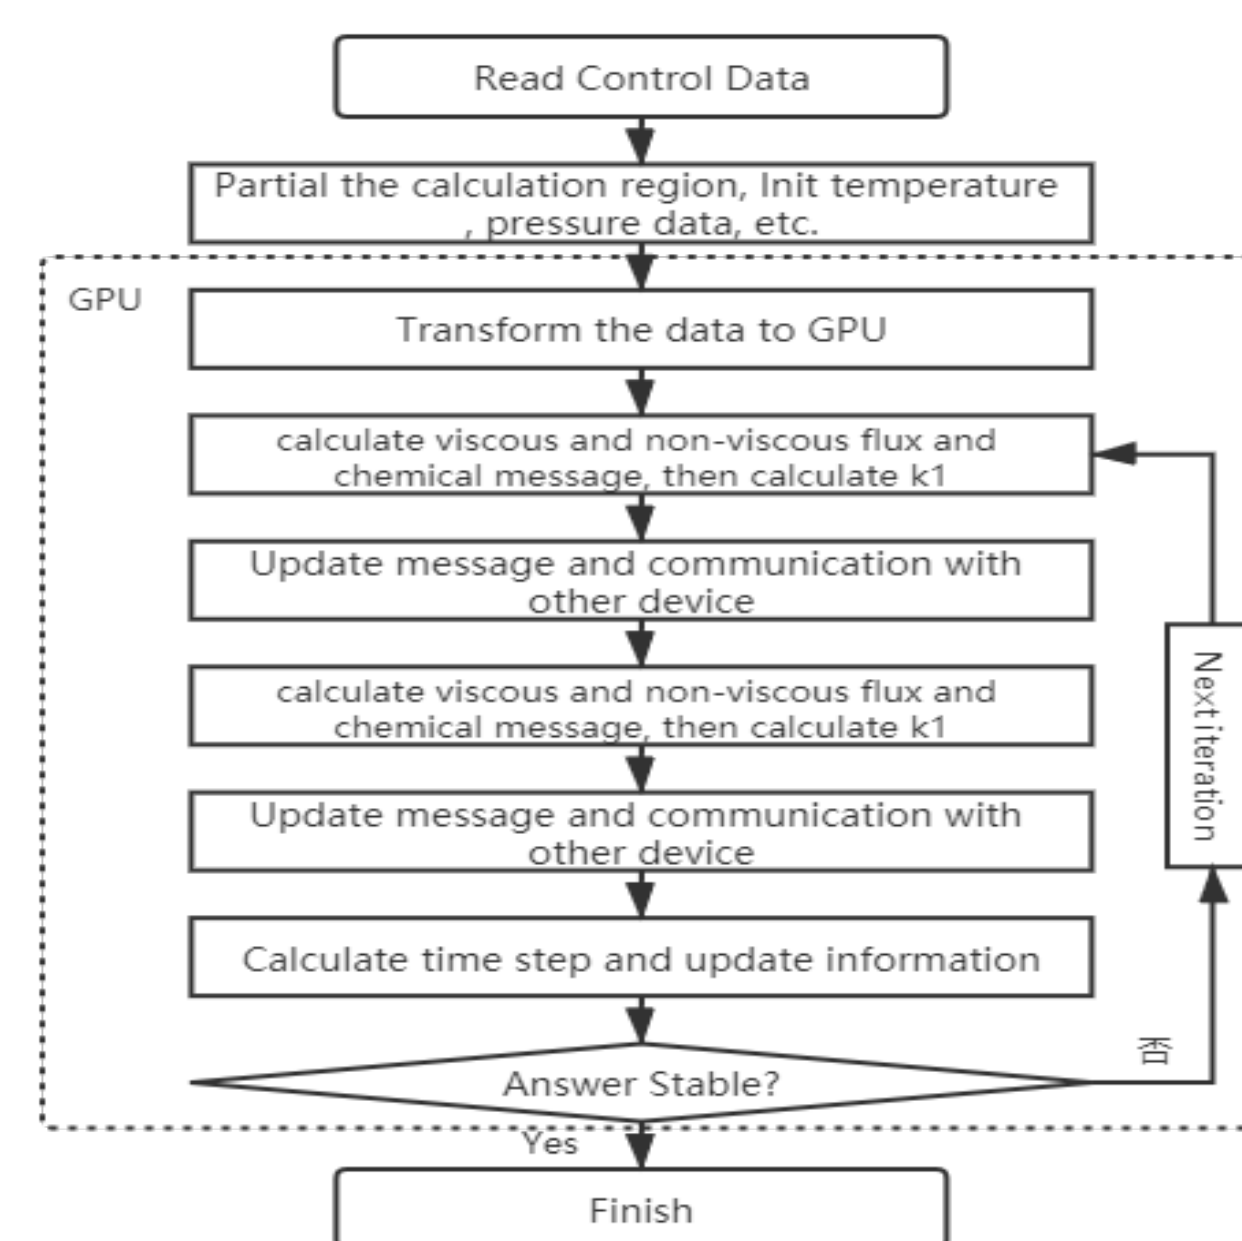 Read Control Data
Partial the calculation region, Init temperature
, pressure data, etc.
GPU
Transform the data to GPU
calculate viscous and non-viscous flux and
chemical message, then calculate k1
Update message and communication with
other device
calculate viscous and non-viscous flux and
chemical message, then calculate k1
Next iteration
Update message and communication with
other device
Calculate time step and update information
否
Answer Stable?
Yes
Finish